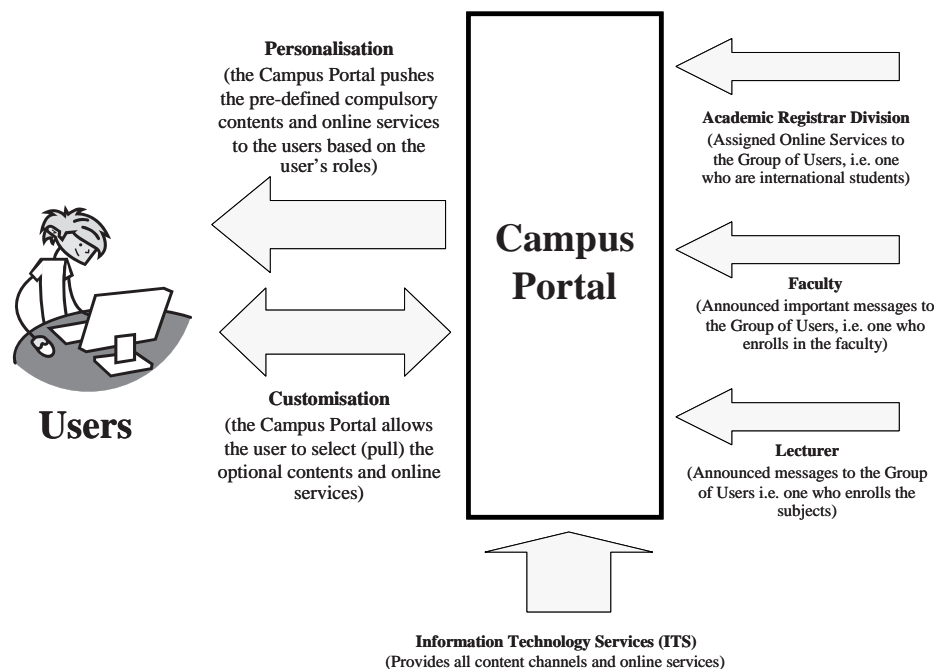 Personalisation
(the Campus Portal pushes
the pre-defined compulsory
contents and online services
to the users based on the
user's roles)
Users
Customisation
(the Campus Portal allows
the user to select (pull) the
optional contents and online
services)
Campus
Portal
Academic Registrar Division
(Assigned Online Services to
the Group of Users, i.e. one
who are international students)
Faculty
(Announced important messages to
the Group of Users, i.e. one who
enrolls in the faculty)
Lecturer
(Announced messages to the Group
of Users i.e. one who enrolls the
subjects)
Information Technology Services (ITS)
(Provides all content channels and online services)